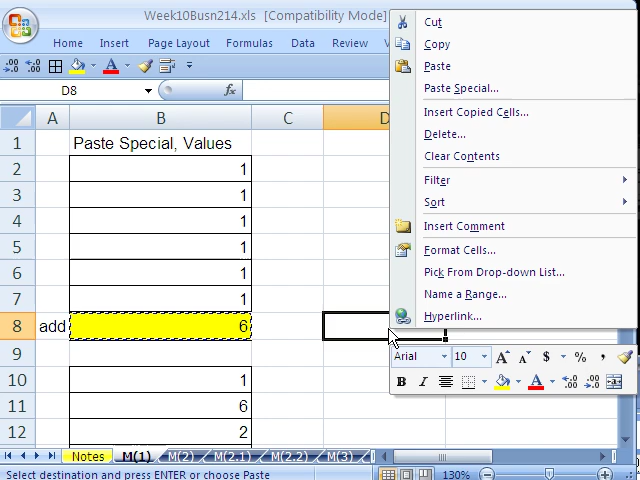 Week10Busn214.xls [Compatibility Mode]
Home Insert Page Layout Formulas Data Review
D8 fx
A B C D
1 Paste Special, Values
2 1
3 1
4 1
5 1
6 1
7 1
8 add 6
9
10 1
11 6
12 2
Cut
Copy
Paste
Paste Special...
Insert Copied Cells...
Delete...
Clear Contents
Filter
Sort
Insert Comment
Format Cells...
Pick From Drop-down List...
Name a Range...
Hyperlink...
Arial 10 A A $ % ,
B I A
Notes M(1) M(2) M(2.1) M(2.2) M(3)
Select destination and press ENTER or choose Paste 130%